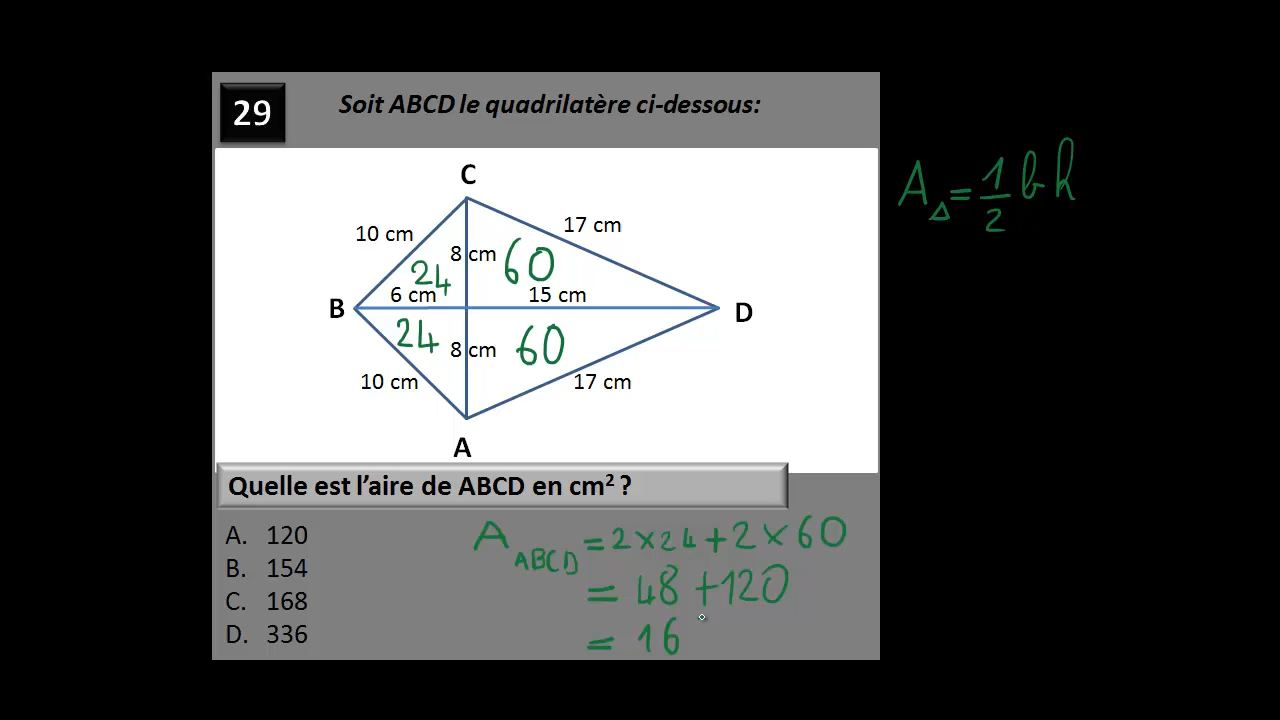 29
Soit ABCD le quadrilatère ci-dessous:
C
10 cm
17 cm
8 cm
60
24
6 cm
15 cm
B
D
24
8 cm
60
10 cm
17 cm
A
A△ = 1/2 b h
Quelle est l'aire de ABCD en cm² ?
A. 120
B. 154
C. 168
D. 336
A ABCD = 2 × 24 + 2 × 60
= 48 + 120
= 16